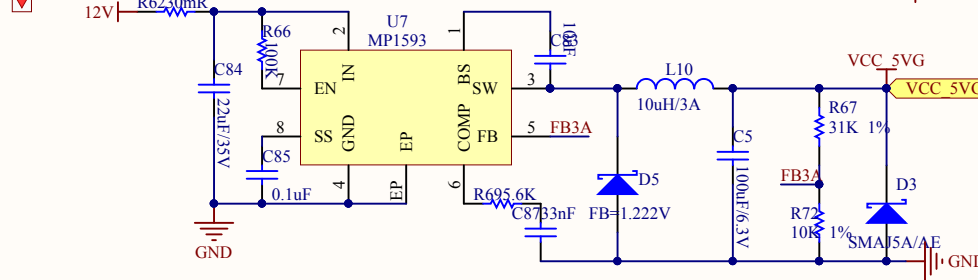 R62 30mR
12V
U7
MP1593
R66
100K
C84
22uF/35V
2
IN
1
BS
7
EN
SW
3
8
SS
GND
EP
COMP
FB
5
FB3A
4
EP
6
C85
0.1uF
GND
L10
10uH/3A
VCC_5VG
R67
31K 1%
C5
100uF/6.3V
FB3A
D5
FB=1.222V
R69 5.6K
C87 33nF
R72
10K 1%
D3
SMAJ5A/AE